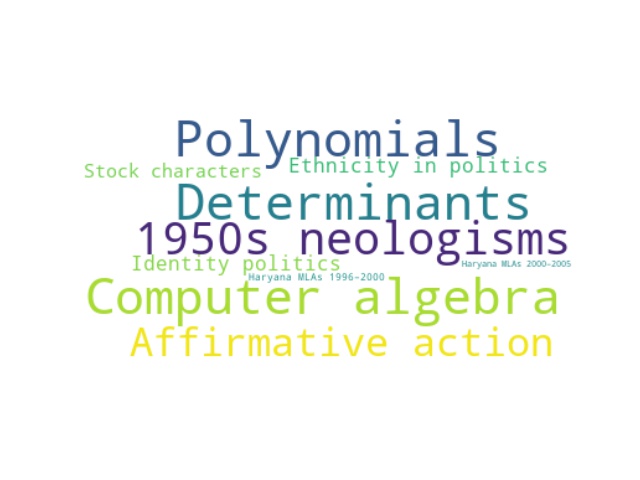 Polynomials
Ethnicity in politics
Stock characters
Determinants
1950s neologisms
Identity politics
Haryana MLAs 2000–2005
Haryana MLAs 1996–2000
Computer algebra
Affirmative action